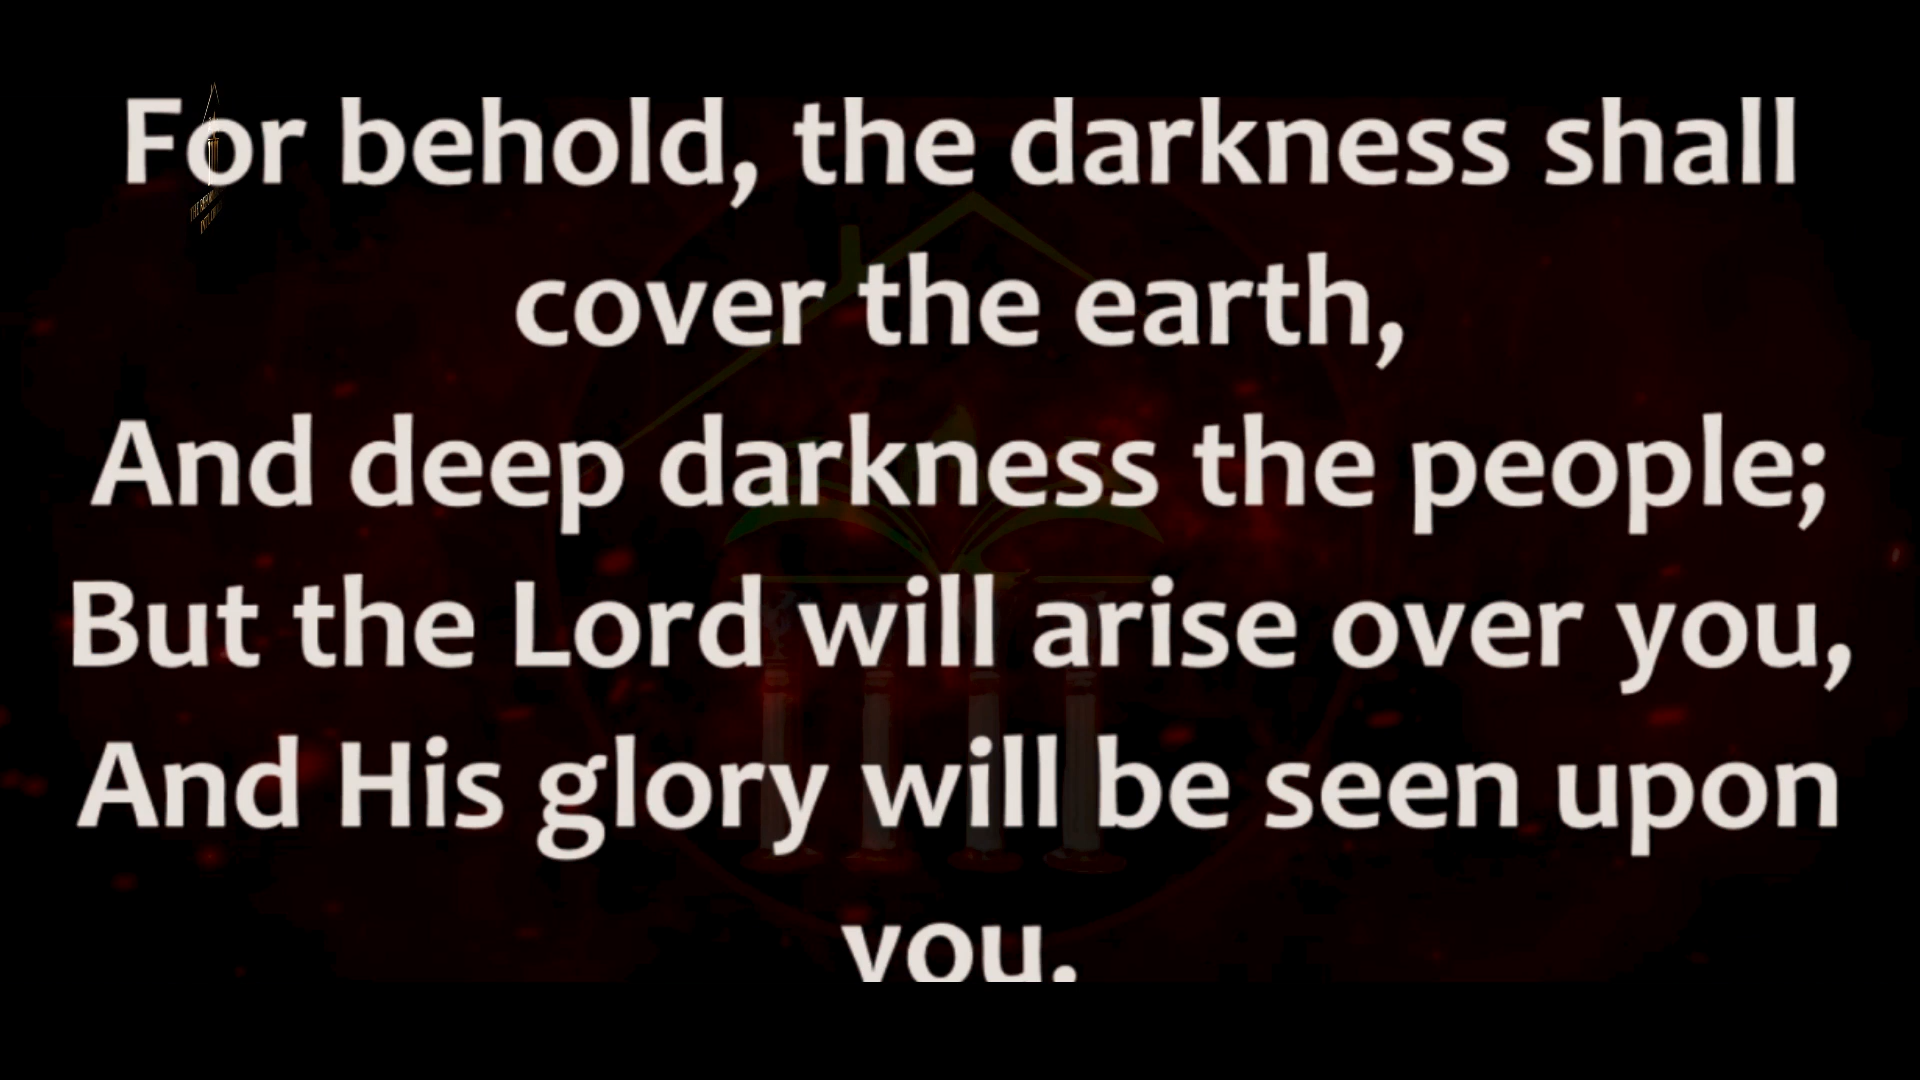 For behold, the darkness shall
cover the earth,
And deep darkness the people;
But the Lord will arise over you,
And His glory will be seen upon
you.